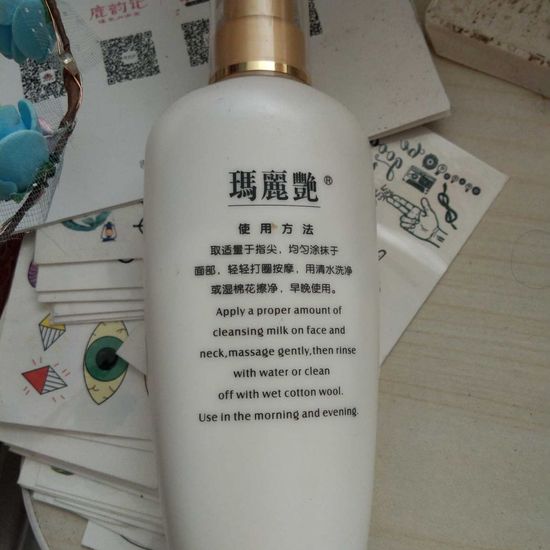 鹿韵记
瑪麗艷®
使用方法
取适量于指尖，均匀涂抹于
面部，轻轻打圈按摩，用清水洗净
或湿棉花擦净，早晚使用。
Apply a proper amount of
cleansing milk on face and
neck,massage gently,then rinse
with water or clean
off with wet cotton wool.
Use in the morning and evening.